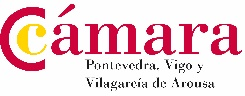 Cámara
Pontevedra, Vigo y
Vilagarcía de Arousa